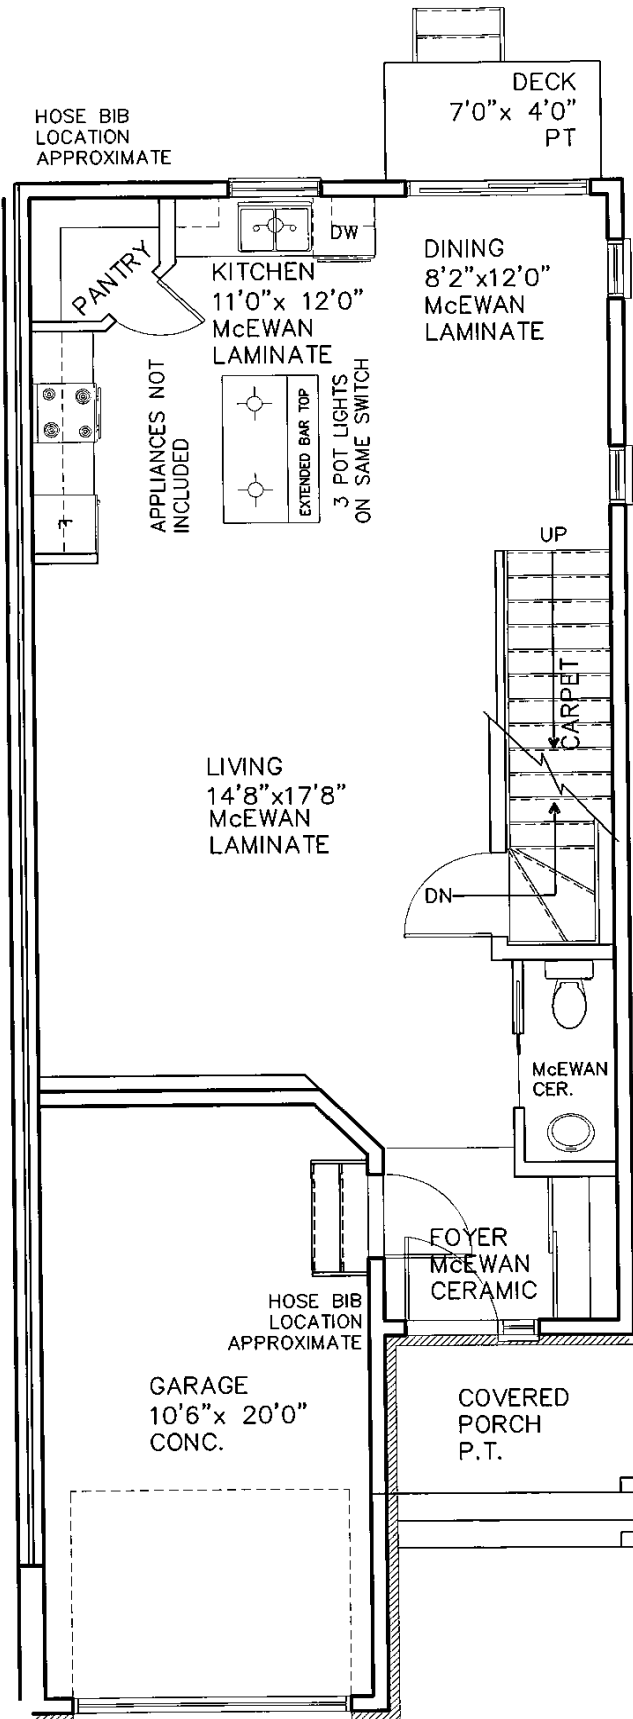 DECK
7'0"x 4'0"
PT
HOSE BIB
LOCATION
APPROXIMATE
DW
PANTRY
KITCHEN
11'0"x 12'0"
McEWAN
LAMINATE
DINING
8'2"x12'0"
McEWAN
LAMINATE
APPLIANCES NOT
INCLUDED
EXTENDED BAR TOP
3 POT LIGHTS
ON SAME SWITCH
UP
CARPET
LIVING
14'8"x17'8"
McEWAN
LAMINATE
DN
McEWAN
CER.
FOYER
McEWAN
CERAMIC
HOSE BIB
LOCATION
APPROXIMATE
GARAGE
10'6"x 20'0"
CONC.
COVERED
PORCH
P.T.